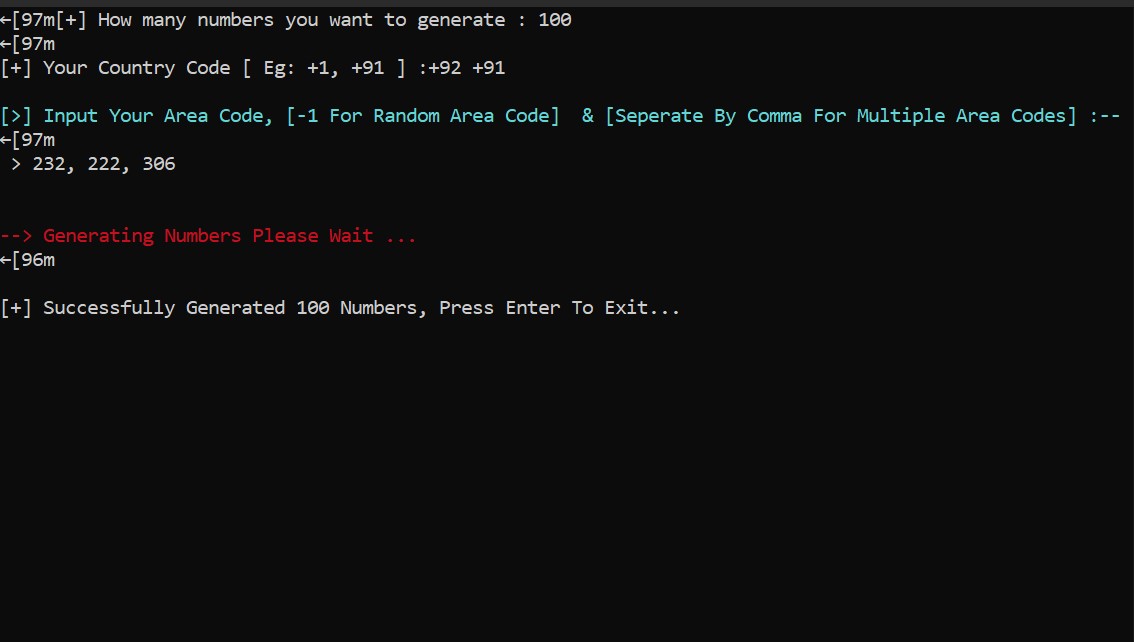 ←[97m[+] How many numbers you want to generate : 100
←[97m
[+] Your Country Code [ Eg: +1, +91 ] :+92 +91
[>] Input Your Area Code, [-1 For Random Area Code]  & [Seperate By Comma For Multiple Area Codes] :--
←[97m
 > 232, 222, 306
--> Generating Numbers Please Wait ...
←[96m
[+] Successfully Generated 100 Numbers, Press Enter To Exit...